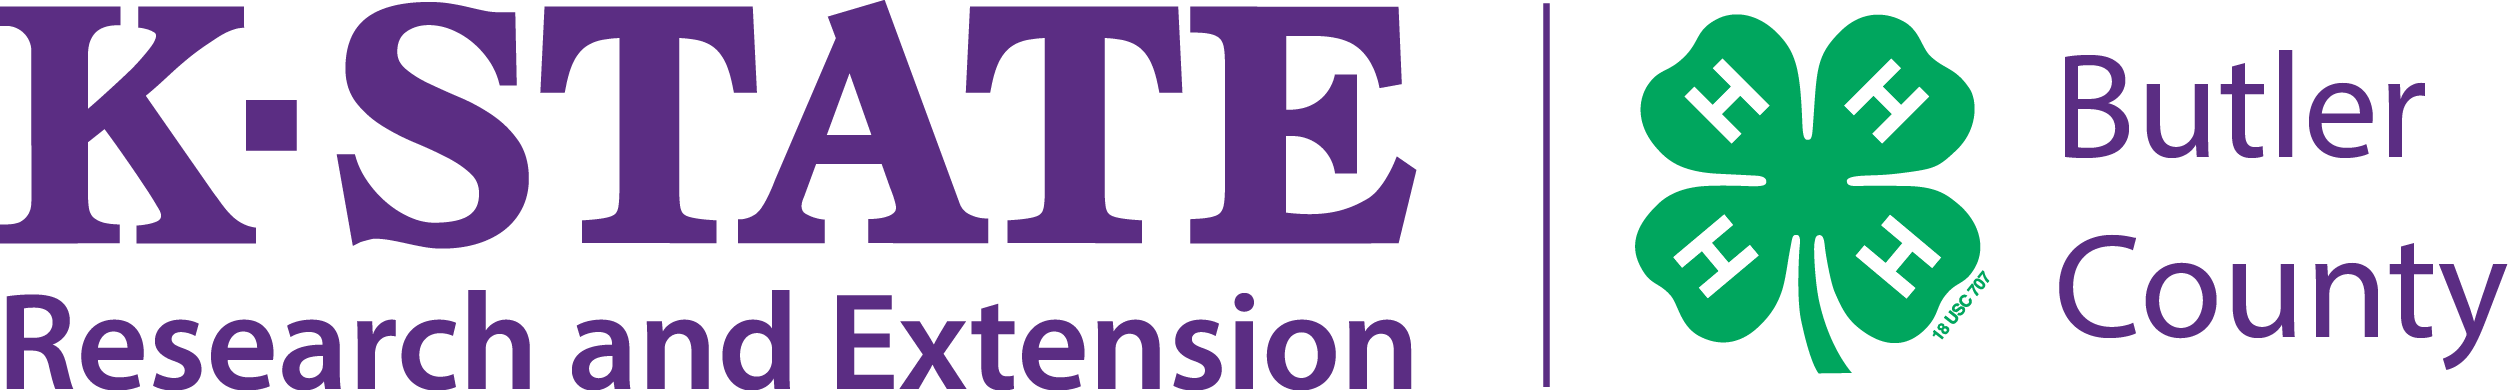 K-STATE
Research and Extension
H H
H H
18 USC 707
Butler
County